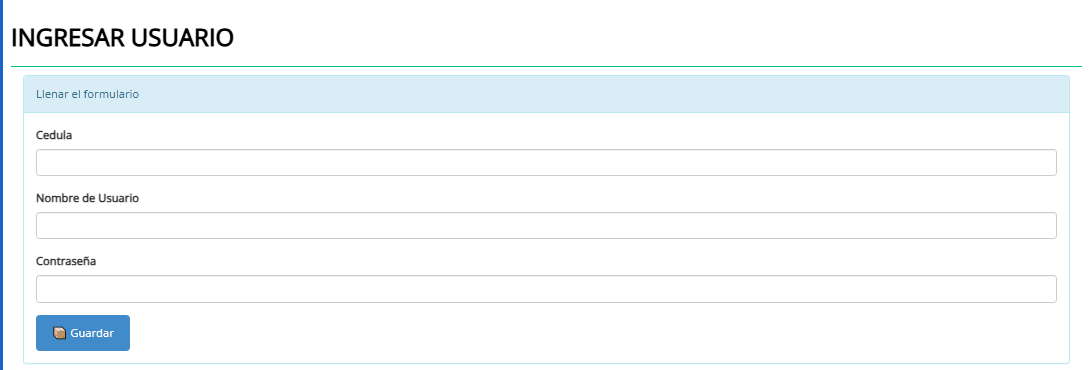 INGRESAR USUARIO
Llenar el formulario
Cedula
Nombre de Usuario
Contraseña
Guardar